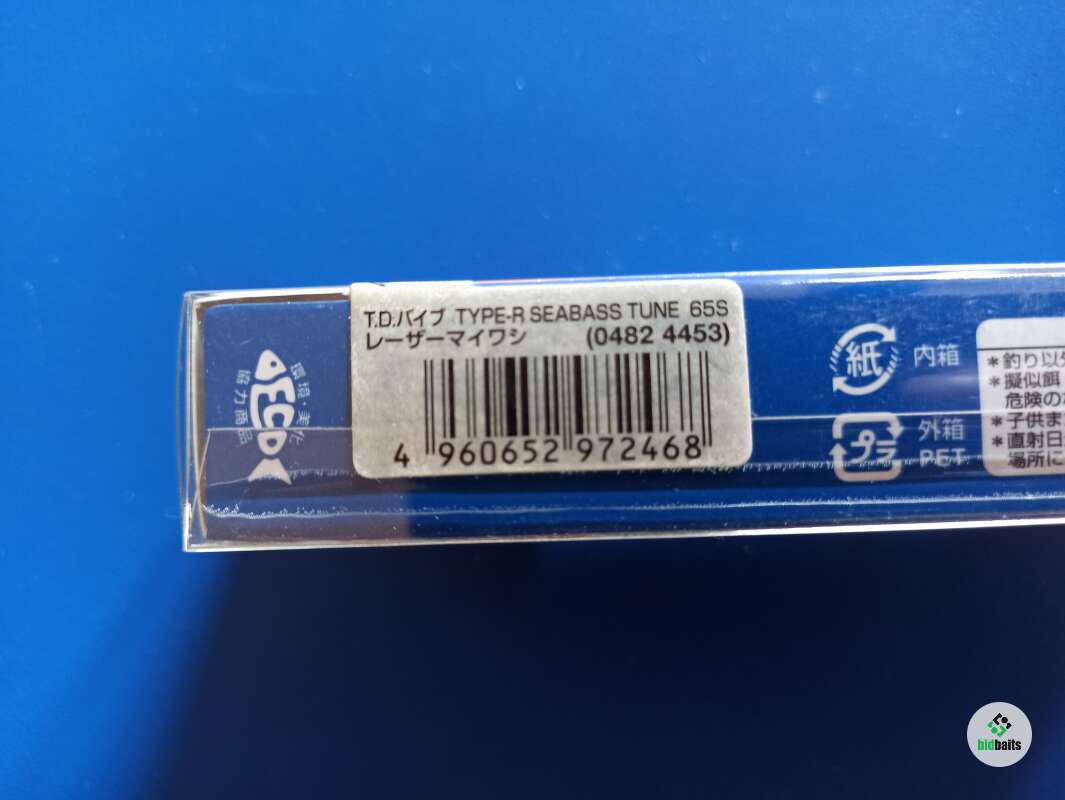 T.D.バイブ TYPE-R SEABASS TUNE 65S
レーザーマイワシ (0482 4453)
4 960652 972468
環境・美化
ECO
協力商品
紙 内箱
プラ 外箱
PET
*釣り以
*擬似餌
危険の
*子供ま
*直射日
場所に
bidbaits